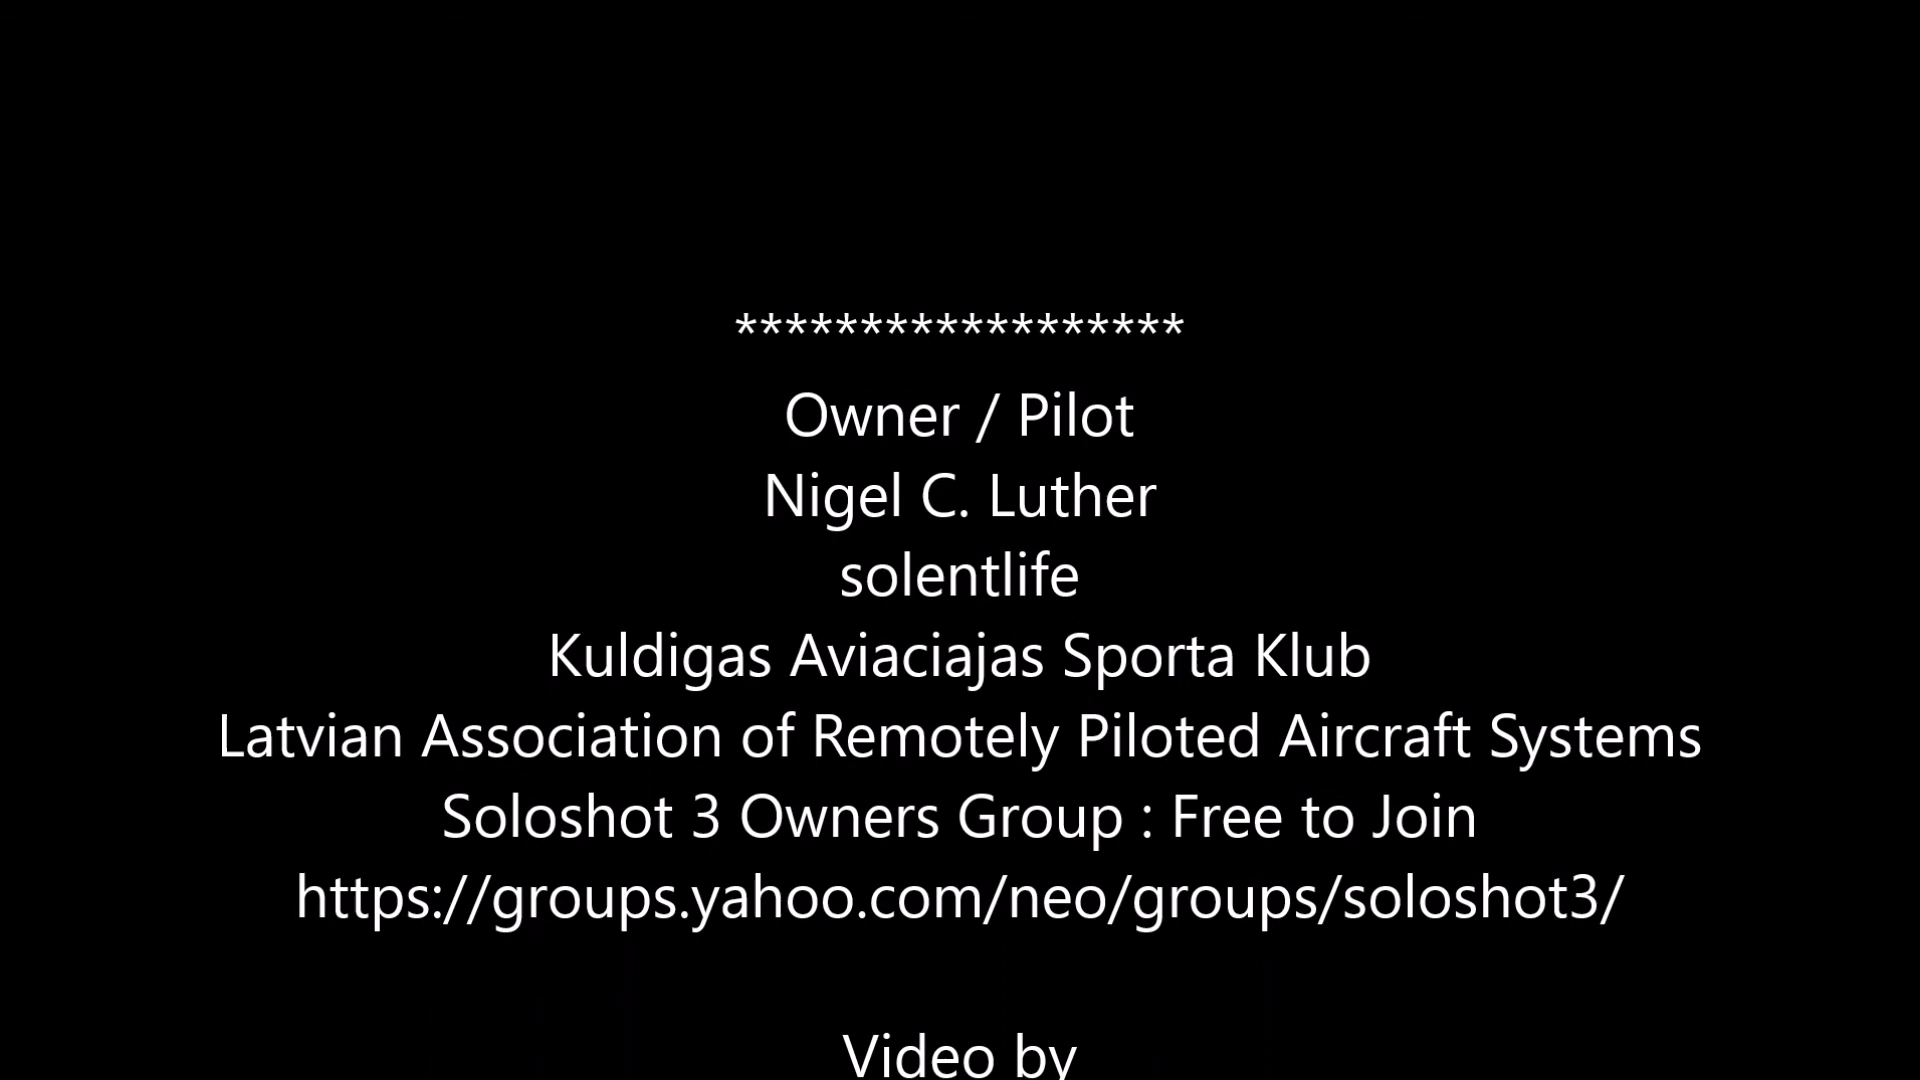 ******************
Owner / Pilot
Nigel C. Luther
solentlife
Kuldigas Aviaciajas Sporta Klub
Latvian Association of Remotely Piloted Aircraft Systems
Soloshot 3 Owners Group : Free to Join
https://groups.yahoo.com/neo/groups/soloshot3/
Video by